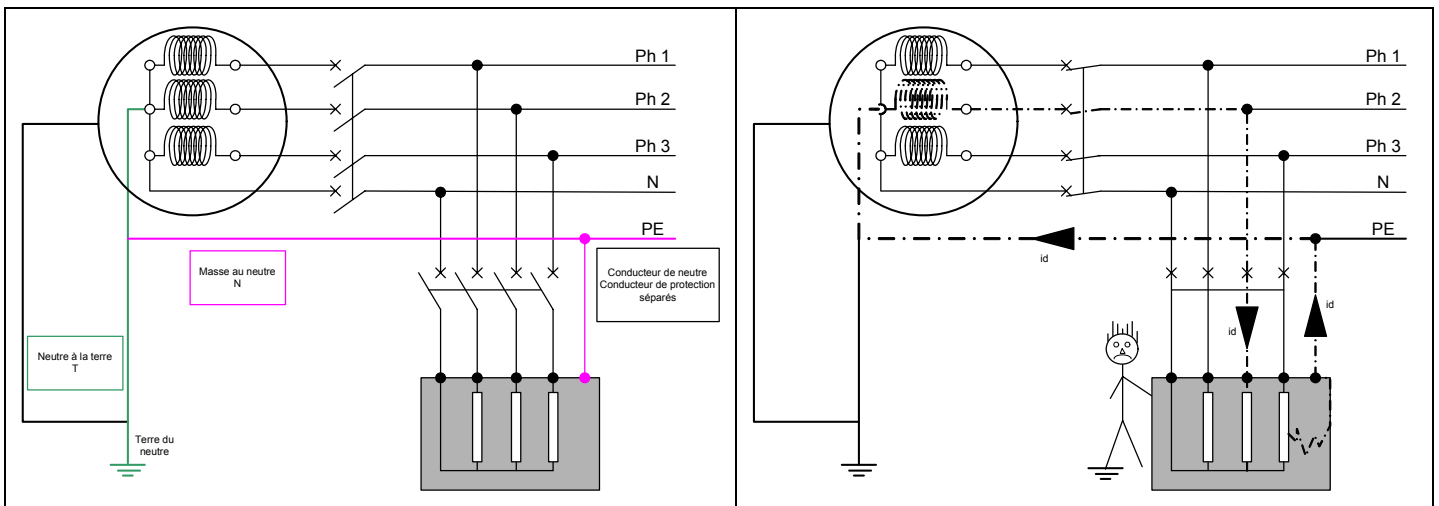 Ph 1
Ph 2
Ph 3
N
PE
Masse au neutre
N
Conducteur de neutre
Conducteur de protection
séparés
Neutre à la terre
T
Terre du
neutre
Ph 1
Ph 2
Ph 3
N
PE
id
id
id